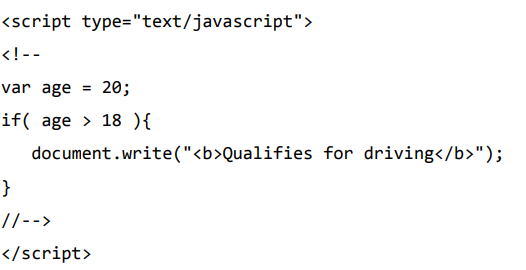 <script type="text/javascript">
<!--
var age = 20;
if( age > 18 ){
   document.write("<b>Qualifies for driving</b>");
}
//-->
</script>